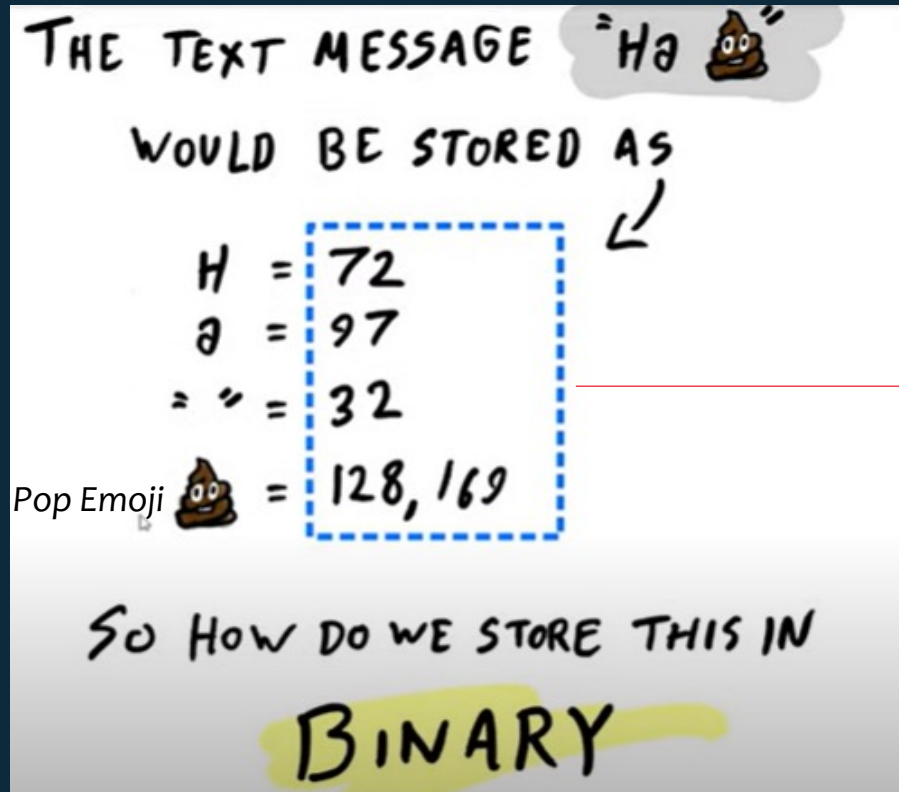 THE TEXT MESSAGE "Ha 💩"
WOULD BE STORED AS
H = 72
a = 97
" " = 32
Pop Emoji 💩 = 128,169
SO HOW DO WE STORE THIS IN
BINARY